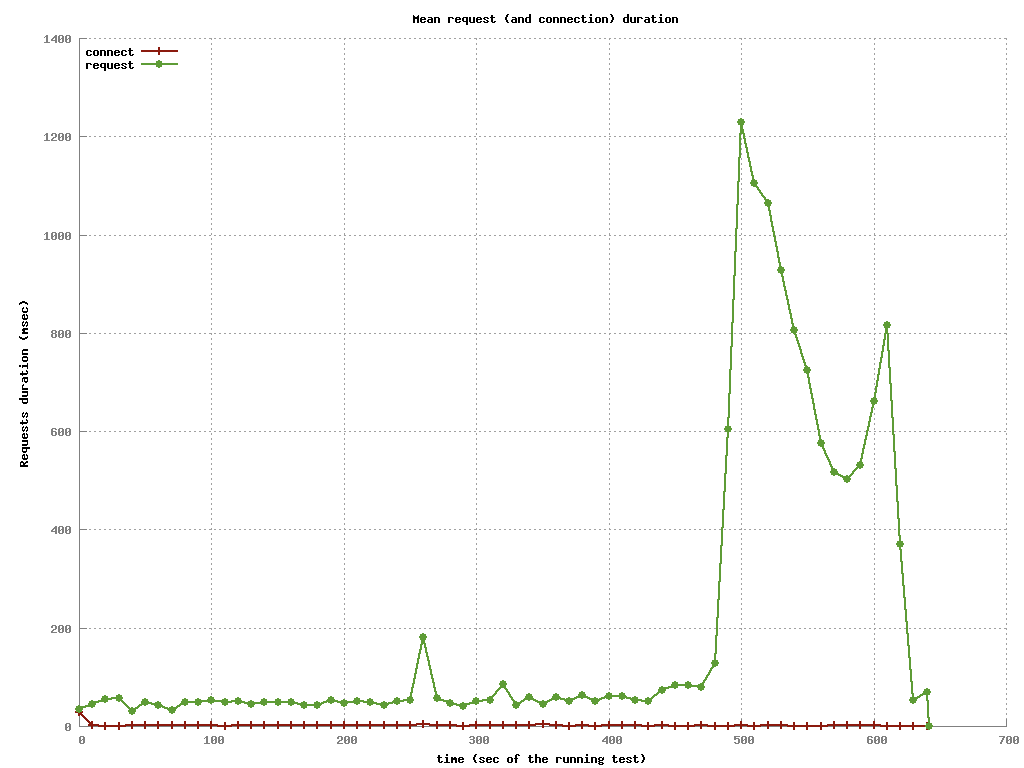 Mean request (and connection) duration
1400
connect
request
1200
1000
800
600
400
200
0
Requests duration (msec)
0 100 200 300 400 500 600 700
time (sec of the running test)